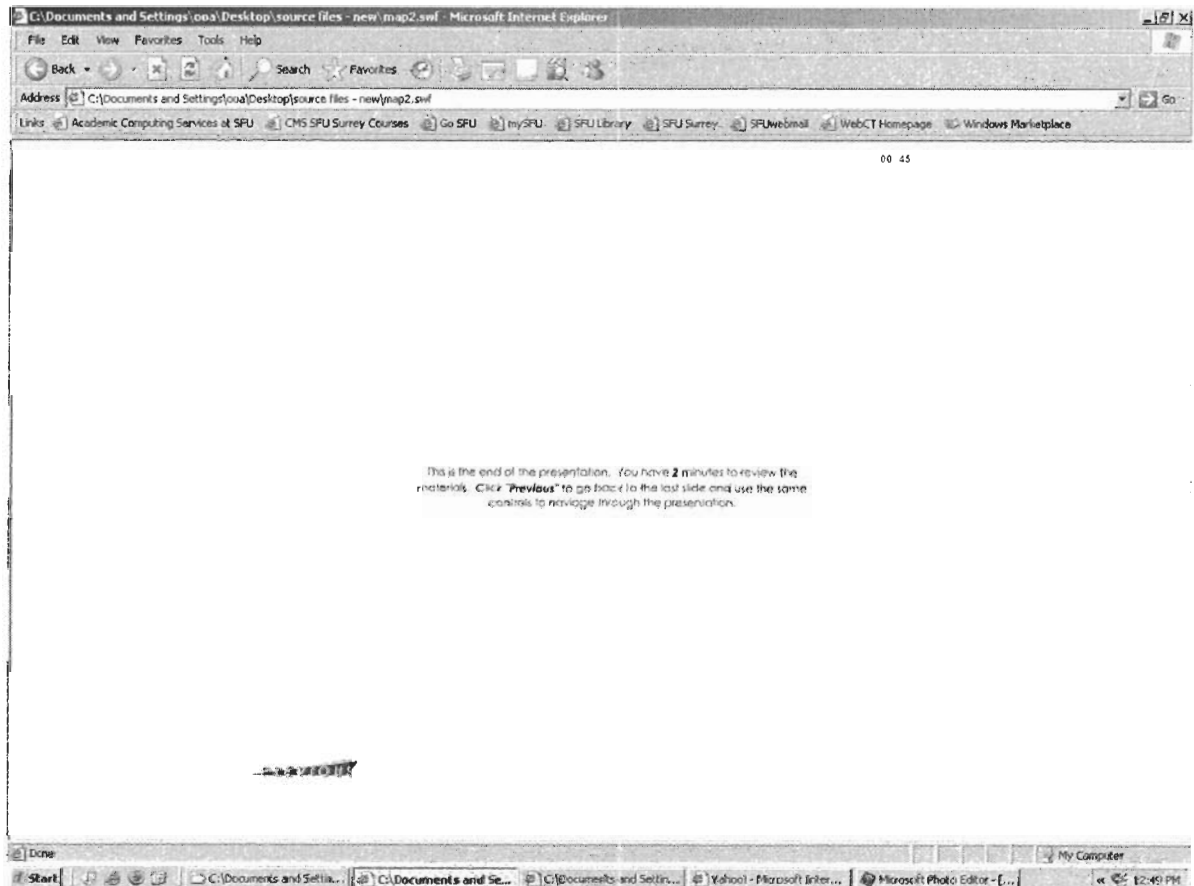 C:\Documents and Settings\ooa\Desktop\source files - new\map2.swf - Microsoft Internet Explorer
File Edit View Favorites Tools Help
Back Search Favorites
Address C:\Documents and Settings\ooa\Desktop\source files - new\map2.swf Go
Links Academic Computing Services at SFU CMS SFU Surrey Courses Go SFU mySFU SFU Library SFU Surrey SFUwebmail WebCT Homepage Windows Marketplace
00 45
This is the end of the presentation. You have 2 minutes to review the
materials. Click "Previous" to go back to the last slide and use the same
controls to naviage through the presentation.
Done My Computer
Start C:\Documents and Settin... C:\Documents and Se... C:\Documents and Settin... Yahoo! - Microsoft Inter... Microsoft Photo Editor - [... 12:49 PM